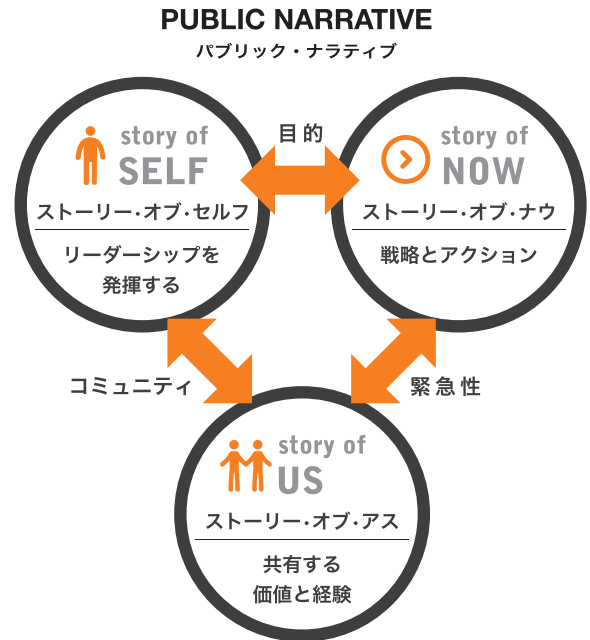 PUBLIC NARRATIVE
パブリック・ナラティブ
story of
SELF
ストーリー・オブ・セルフ
リーダーシップを
発揮する
目的
story of
NOW
ストーリー・オブ・ナウ
戦略とアクション
コミュニティ
緊急性
story of
US
ストーリー・オブ・アス
共有する
価値と経験